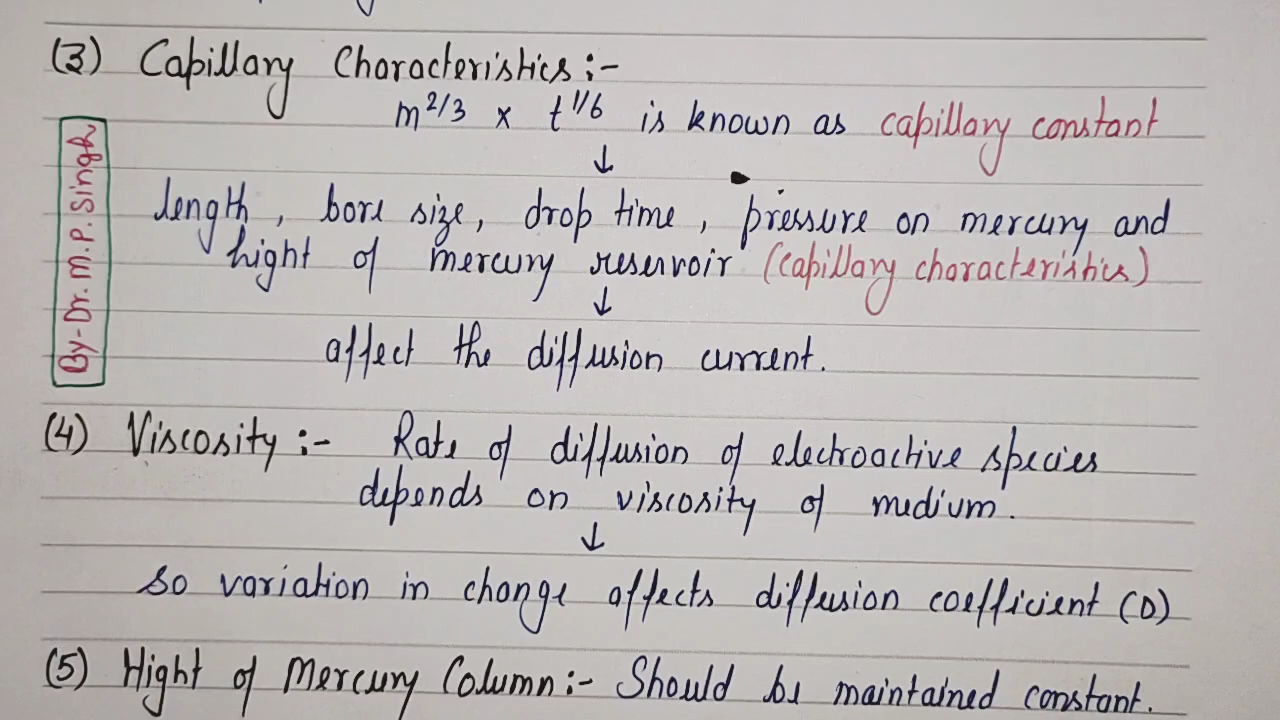 (3) Capillary Characteristics :-
m^2/3 x t^1/6 is known as capillary constant
↓
length, bore size, drop time, pressure on mercury and
hight of mercury reservoir (capillary characteristics)
↓
affect the diffusion current.
By - Dr. M.P. Singh
(4) Viscosity :- Rate of diffusion of electroactive species
depends on viscosity of medium.
↓
so variation in change affects diffusion coefficient (D)
(5) Hight of Mercury Column :- Should be maintained constant.